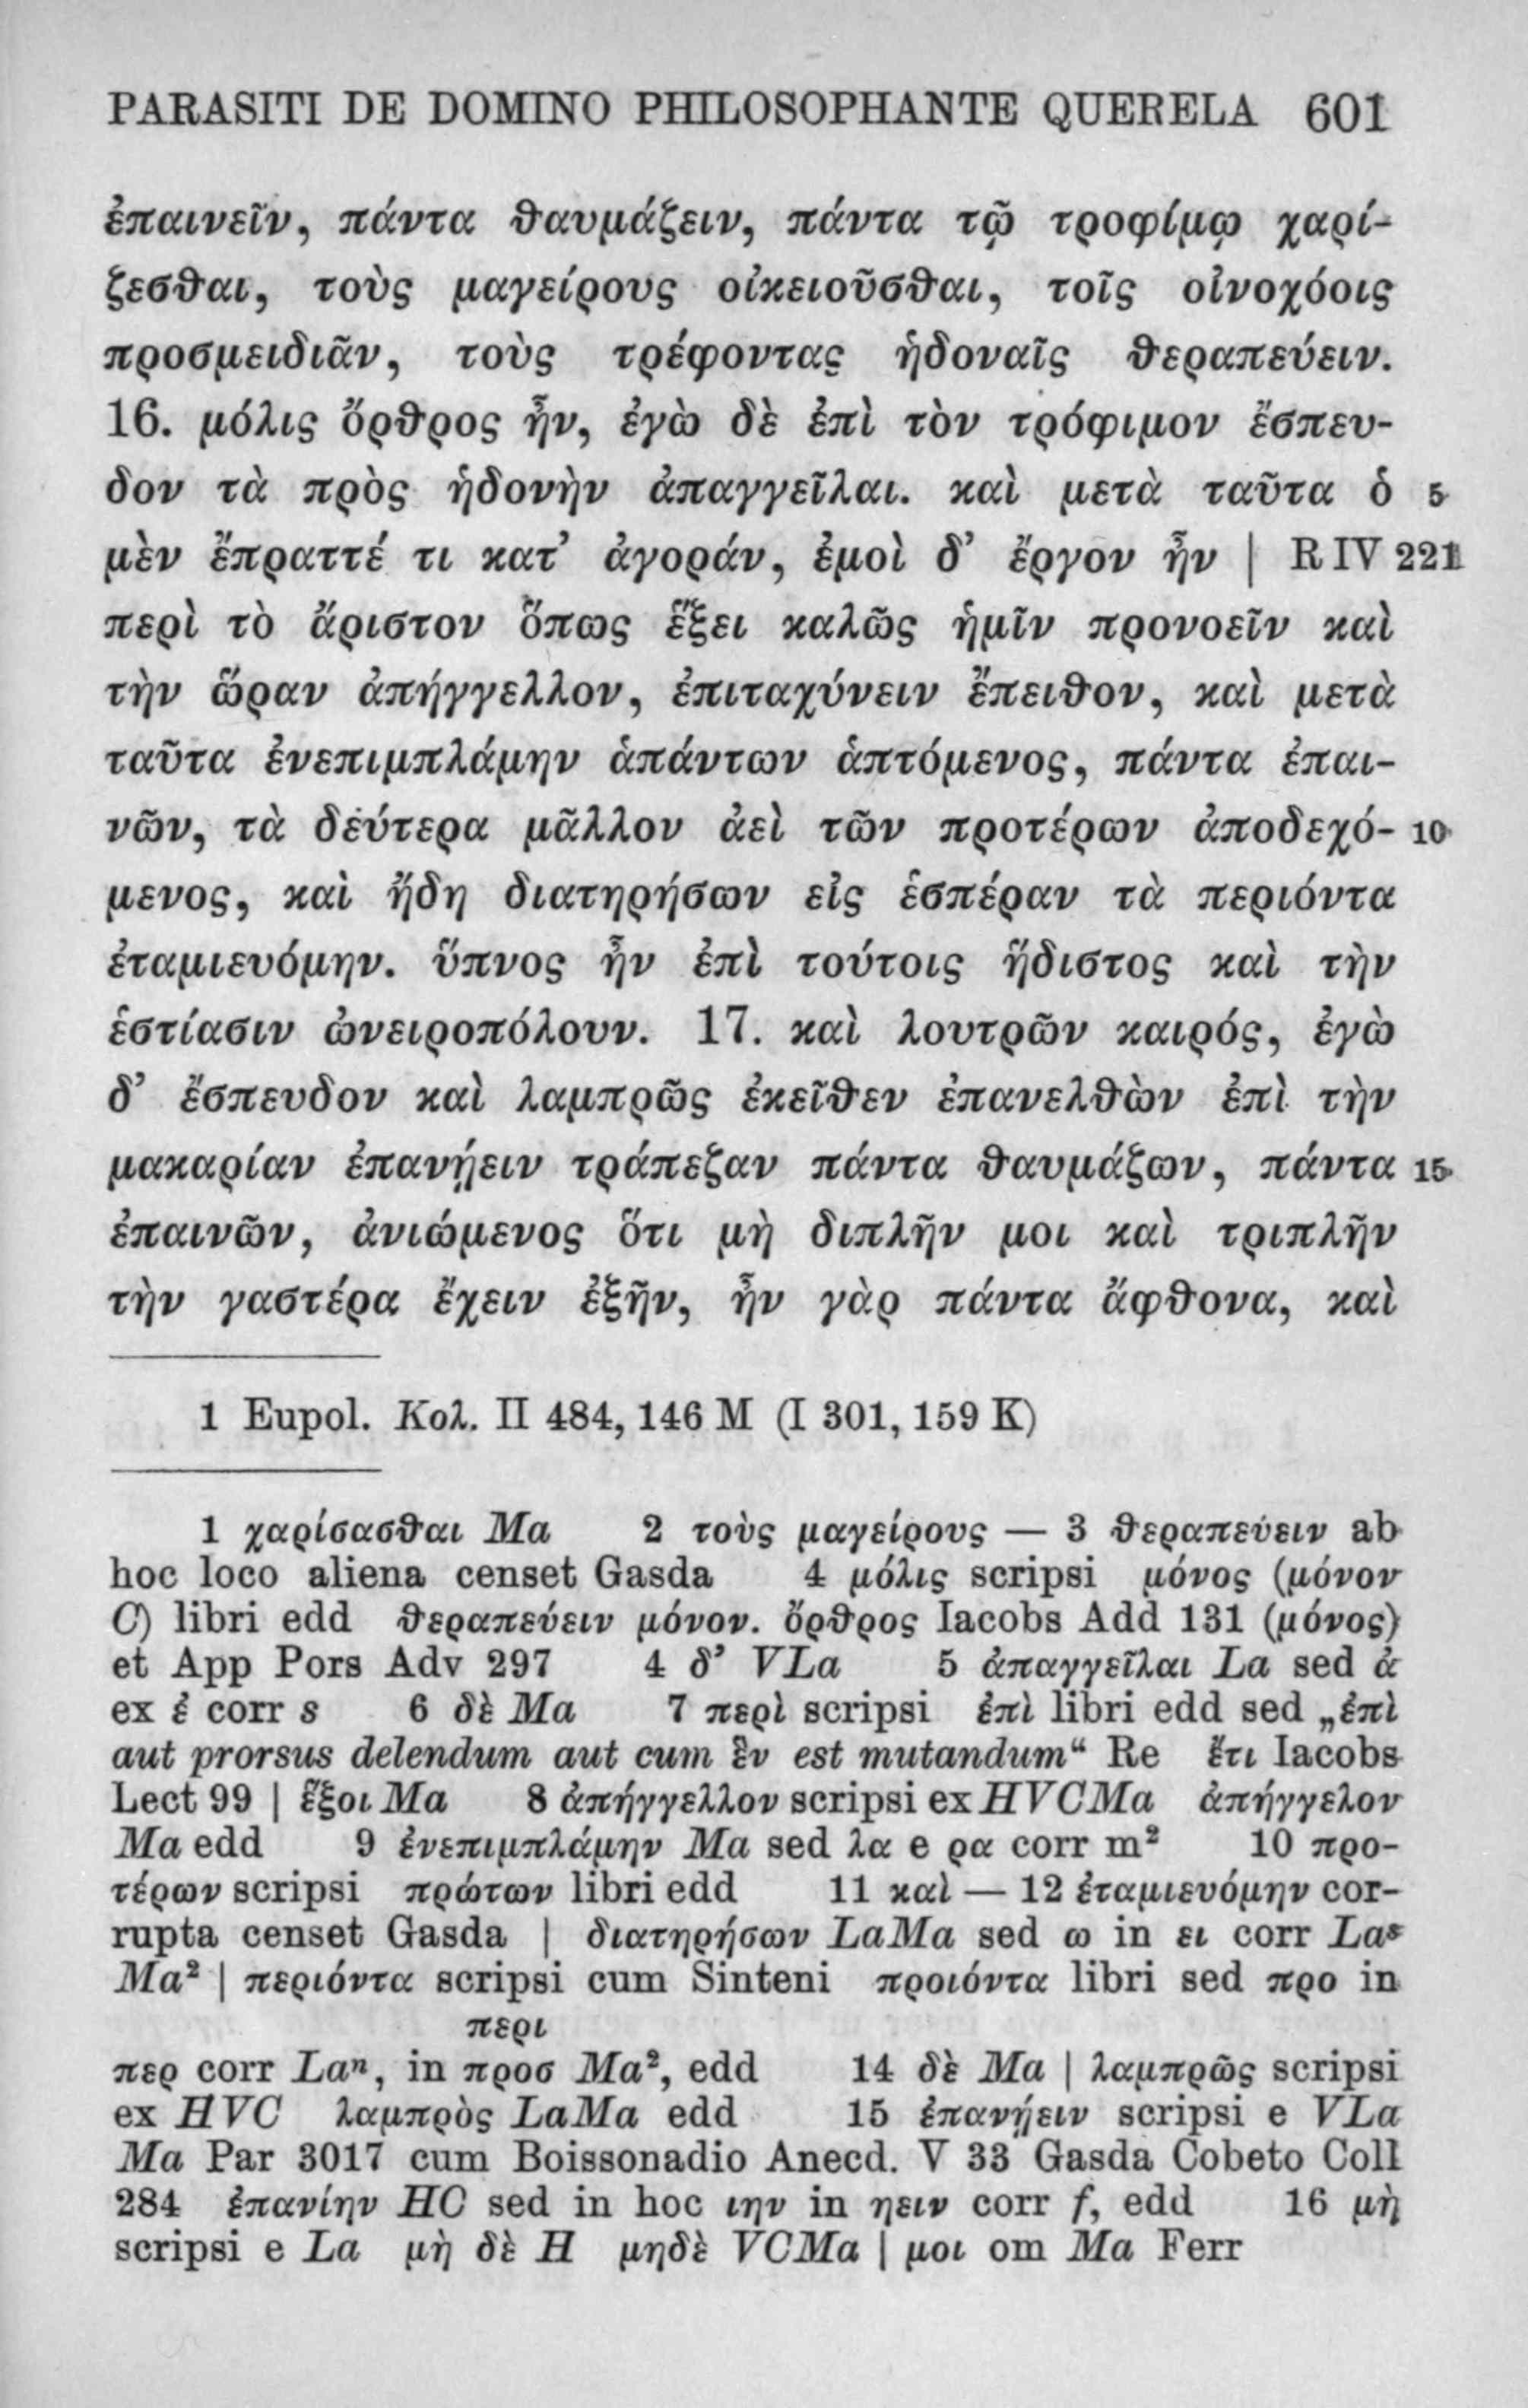 PARASITI DE DOMINO PHILOSOPHANTE QUERELA 601
ἐπαινεῖν, πάντα θαυμάζειν, πάντα τῷ τροφίμῳ χαρί-
ζεσθαι, τοὺς μαγείρους οἰκειοῦσθαι, τοῖς οἰνοχόοις
προσμειδιᾶν, τοὺς τρέφοντας ἡδοναῖς θεραπεύειν.
16. μόλις ὄρθρος ἦν, ἐγὼ δὲ ἐπὶ τὸν τρόφιμον ἔσπευ-
δον τὰ πρὸς ἡδονὴν ἀπαγγεῖλαι. καὶ μετὰ ταῦτα ὁ 5
μὲν ἔπραττέ τι κατ’ ἀγοράν, ἐμοὶ δ’ ἔργον ἦν | R IV 221
περὶ τὸ ἄριστον ὅπως ἕξει καλῶς ἡμῖν προνοεῖν καὶ
τὴν ὥραν ἀπήγγελλον, ἐπιταχύνειν ἔπειθον, καὶ μετὰ
ταῦτα ἐνεπιμπλάμην ἁπάντων ἁπτόμενος, πάντα ἐπαι-
νῶν, τὰ δεύτερα μᾶλλον ἀεὶ τῶν προτέρων ἀποδεχό- 10
μενος, καὶ ἤδη διατηρήσων εἰς ἑσπέραν τὰ περιόντα
ἐταμιευόμην. ὕπνος ἦν ἐπὶ τούτοις ἥδιστος καὶ τὴν
ἑστίασιν ὠνειροπόλουν. 17. καὶ λουτρῶν καιρός, ἐγὼ
δ’ ἔσπευδον καὶ λαμπρῶς ἐκεῖθεν ἐπανελθὼν ἐπὶ τὴν
μακαρίαν ἐπανῄειν τράπεζαν πάντα θαυμάζων, πάντα 15
ἐπαινῶν, ἀνιώμενος ὅτι μὴ διπλῆν μοι καὶ τριπλῆν
τὴν γαστέρα ἔχειν ἐξῆν, ἦν γὰρ πάντα ἄφθονα, καὶ
1 Eupol. Κολ. II 484, 146 M (I 301, 159 K)
1 χαρίσασθαι Ma 2 τοὺς μαγείρους — 3 θεραπεύειν ab
hoc loco aliena censet Gasda 4 μόλις scripsi μόνος (μόνον
C) libri edd θεραπεύειν μόνον. ὄρθρος Iacobs Add 131 (μόνος)
et App Pors Adv 297 4 δ’ VLa 5 ἀπαγγεῖλαι La sed ἀ
ex ἐ corr s 6 δὲ Ma 7 περὶ scripsi ἐπὶ libri edd sed „ἐπὶ
aut prorsus delendum aut cum ἓν est mutandum“ Re ἔτι Iacobs
Lect 99 | ἕξοι Ma 8 ἀπήγγελλον scripsi ex HVCMa ἀπήγγελον
Ma edd 9 ἐνεπιμπλάμην Ma sed λα e ρα corr m² 10 προ-
τέρων scripsi πρώτων libri edd 11 καὶ — 12 ἐταμιευόμην cor-
rupta censet Gasda | διατηρήσων LaMa sed ω in ει corr Laˢ
Ma² | περιόντα scripsi cum Sinteni προιόντα libri sed προ in
περι
περ corr Laⁿ, in προσ Ma², edd 14 δὲ Ma | λαμπρῶς scripsi
ex HVC λαμπρὸς LaMa edd 15 ἐπανῄειν scripsi e VLa
Ma Par 3017 cum Boissonadio Anecd. V 33 Gasda Cobeto Coll
284 ἐπανίην HC sed in hoc ιην in ηειν corr f, edd 16 μὴ
scripsi e La μὴ δὲ H μηδὲ VCMa | μοι om Ma Ferr